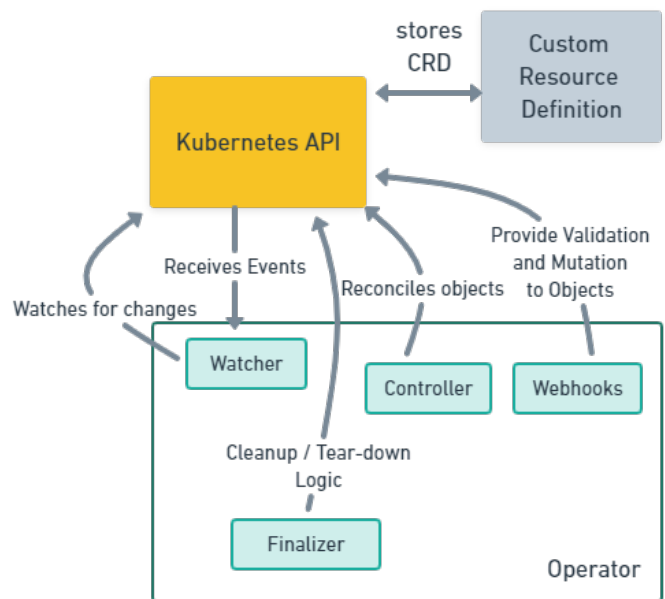 stores
CRD
Custom
Resource
Definition
Kubernetes API
Receives Events
Watches for changes
Reconciles objects
Provide Validation
and Mutation
to Objects
Watcher
Controller
Webhooks
Cleanup / Tear-down
Logic
Finalizer
Operator